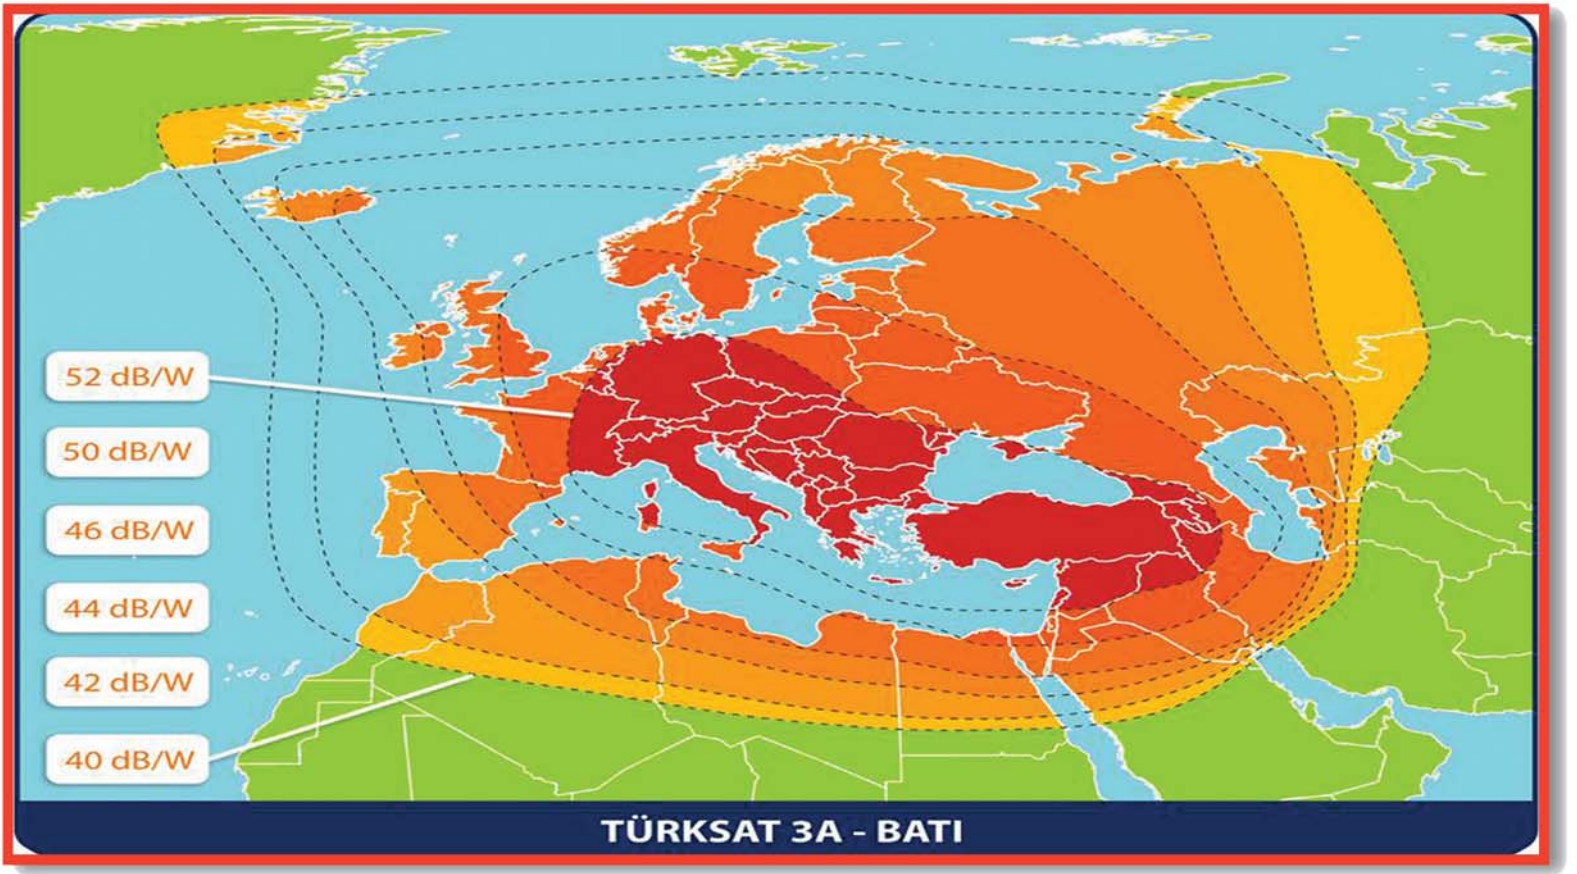 52 dB/W
50 dB/W
46 dB/W
44 dB/W
42 dB/W
40 dB/W
TÜRKSAT 3A - BATI